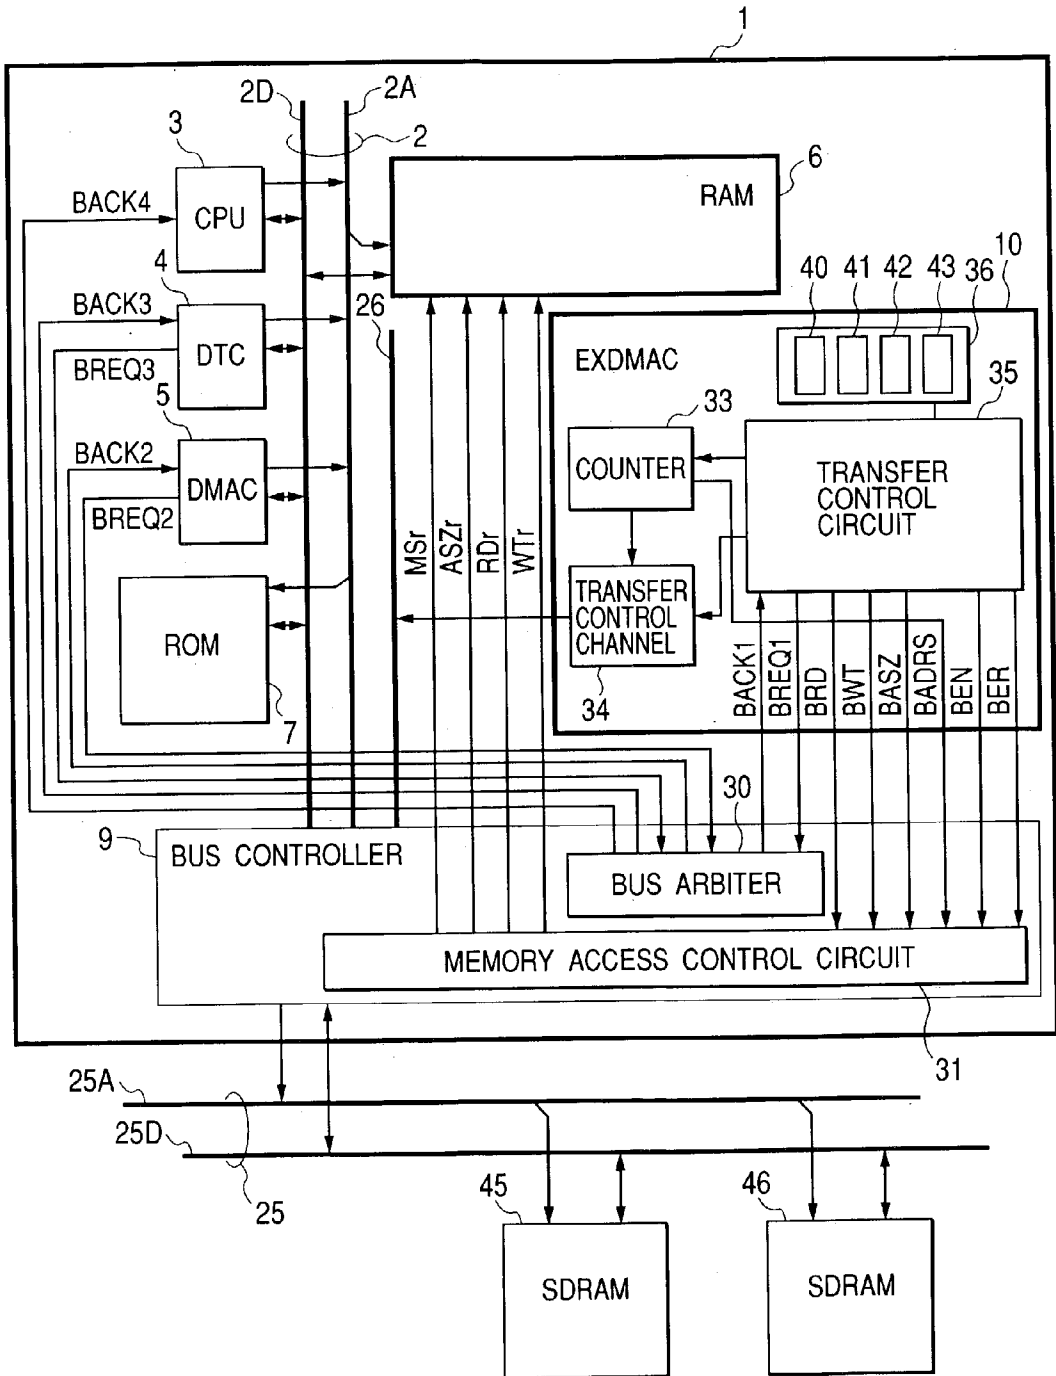 1
2D
2A
2
3
CPU
BACK4
RAM
6
4
BACK3
DTC
BREQ3
26
10
40
41
42
43
36
EXDMAC
35
5
BACK2
DMAC
BREQ2
33
COUNTER
TRANSFER
CONTROL
CIRCUIT
MSr
ASZr
RDr
WTr
ROM
7
TRANSFER
CONTROL
CHANNEL
34
BACK1
BREQ1
BRD
BWT
BASZ
BADRS
BEN
BER
9
BUS CONTROLLER
30
BUS ARBITER
MEMORY ACCESS CONTROL CIRCUIT
31
25A
25D
25
45
46
SDRAM
SDRAM